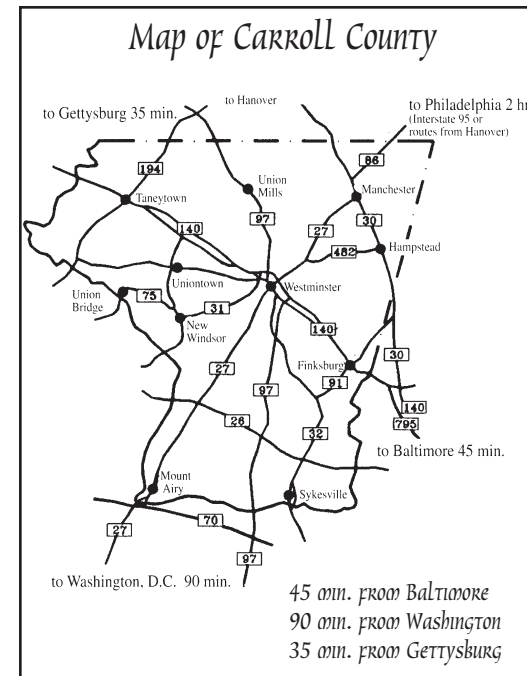 Map of Carroll County
to Gettysburg 35 min.
to Hanover
to Philadelphia 2 hr
(Interstate 95 or
routes from Hanover)
194
86
Union
Mills
Manchester
Taneytown
97
30
140
27
482
Hampstead
Uniontown
Westminster
Union
Bridge
75
31
New
Windsor
140
30
Finksburg
27
97
91
140
795
26
32
to Baltimore 45 min.
Mount
Airy
Sykesville
70
27
97
to Washington, D.C. 90 min.
45 min. from Baltimore
90 min. from Washington
35 min. from Gettysburg